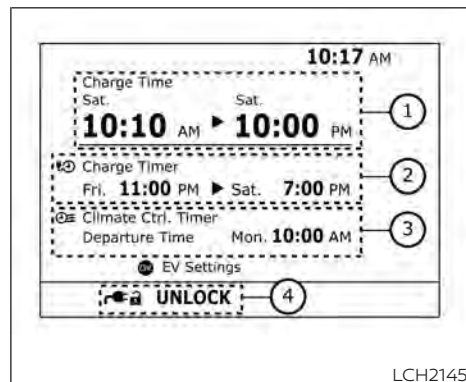 10:17 AM
Charge Time
Sat. Sat.
10:10 AM ▶ 10:00 PM
1
Charge Timer
Fri. 11:00 PM ▶ Sat. 7:00 PM
2
Climate Ctrl. Timer
Departure Time Mon. 10:00 AM
3
OK EV Settings
UNLOCK
4
LCH2145